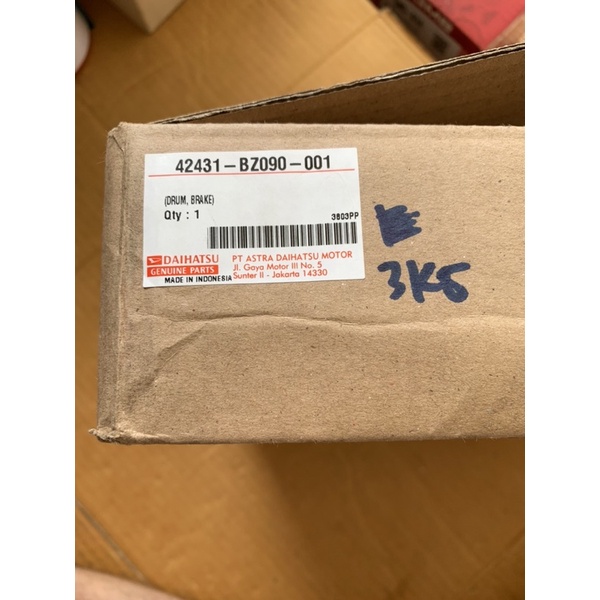 42431-BZ090-001
(DRUM, BRAKE)
Qty : 1
3803PP
DAIHATSU
GENUINE PARTS
MADE IN INDONESIA
PT ASTRA DAIHATSU MOTOR
Jl. Gaya Motor III No. 5
Sunter II - Jakarta 14330